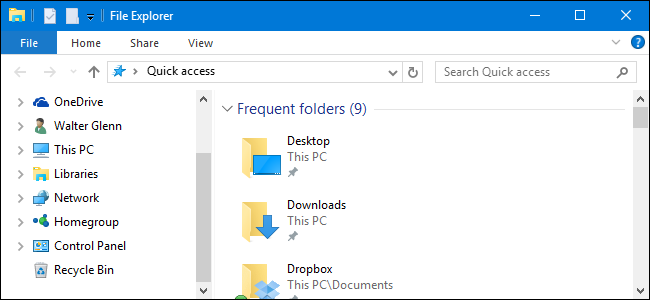 File Explorer
File Home Share View
Quick access
Search Quick access
OneDrive
Walter Glenn
This PC
Libraries
Network
Homegroup
Control Panel
Recycle Bin
Frequent folders (9)
Desktop
This PC
Downloads
This PC
Dropbox
This PC\Documents